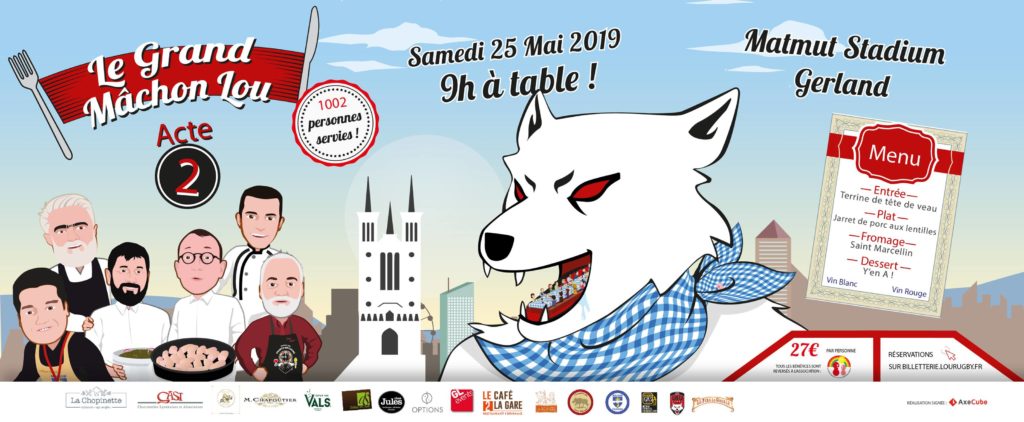 Le Grand
Mâchon Lou
Acte
2
1002
personnes
servies !
Samedi 25 Mai 2019
9h à table !
Matmut Stadium
Gerland
Menu
— Entrée —
Terrine de tête de veau
— Plat —
Jarret de porc aux lentilles
— Fromage —
Saint Marcellin
— Dessert —
Y'en A !
Vin Blanc
Vin Rouge
27€
PAR PERSONNE
TOUS LES BÉNÉFICES SONT
REVERSÉS À L'ASSOCIATION :
RÉSERVATIONS
SUR BILLETTERIE.LOURUGBY.FR
La Chopinette
CASI
M. CHAPOUTIER
VALS
Jules
OPTIONS
GL
events
LE CAFÉ
2 LA GARE
RÉALISATION SIGNÉE :
AxeCube